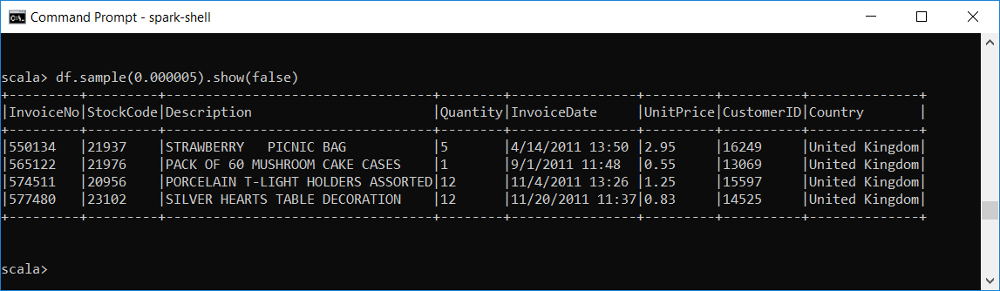 Command Prompt - spark-shell
scala> df.sample(0.000005).show(false)
+---------+---------+----------------------------------+--------+----------------+---------+----------+--------------+
|InvoiceNo|StockCode|Description                       |Quantity|InvoiceDate     |UnitPrice|CustomerID|Country       |
+---------+---------+----------------------------------+--------+----------------+---------+----------+--------------+
|550134   |21937    |STRAWBERRY   PICNIC BAG           |5       |4/14/2011 13:50 |2.95     |16249     |United Kingdom|
|565122   |21976    |PACK OF 60 MUSHROOM CAKE CASES    |1       |9/1/2011 11:48  |0.55     |13069     |United Kingdom|
|574511   |20956    |PORCELAIN T-LIGHT HOLDERS ASSORTED|12      |11/4/2011 13:26 |1.25     |15597     |United Kingdom|
|577480   |23102    |SILVER HEARTS TABLE DECORATION    |12      |11/20/2011 11:37|0.83     |14525     |United Kingdom|
+---------+---------+----------------------------------+--------+----------------+---------+----------+--------------+
scala>